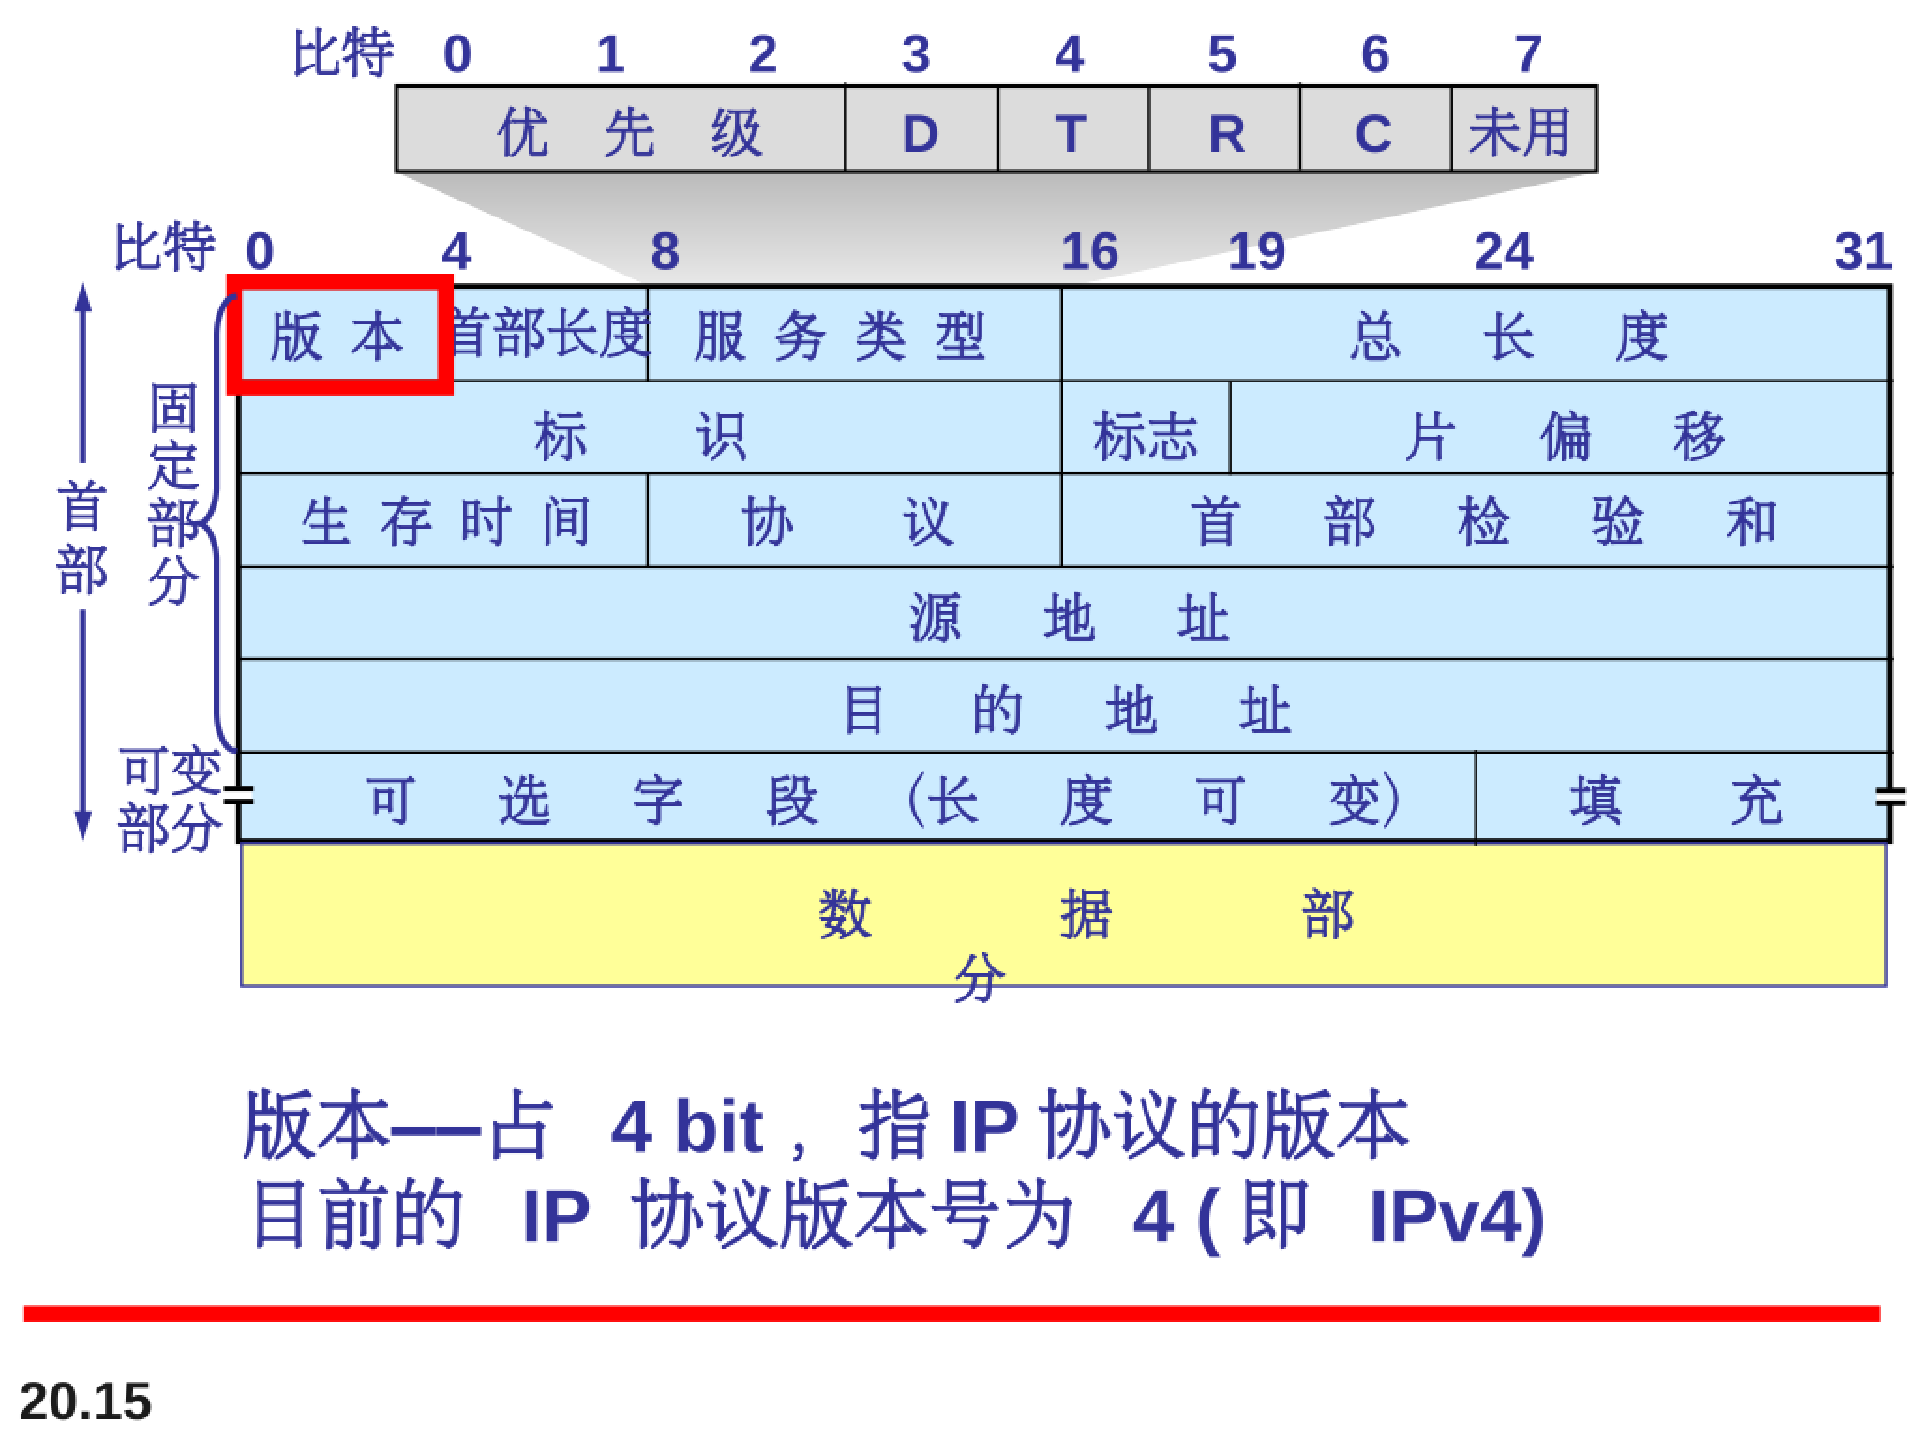 比特 0 1 2 3 4 5 6 7
优 先 级 D T R C 未用
比特 0 4 8 16 19 24 31
版 本 首部长度 服 务 类 型 总 长 度
标 识 标志 片 偏 移
生 存 时 间 协 议 首 部 检 验 和
源 地 址
目 的 地 址
可 选 字 段 (长 度 可 变) 填 充
首部
固定部分
可变
部分
数 据 部
分
版本——占 4 bit，指 IP 协议的版本
目前的 IP 协议版本号为 4 (即 IPv4)
20.15